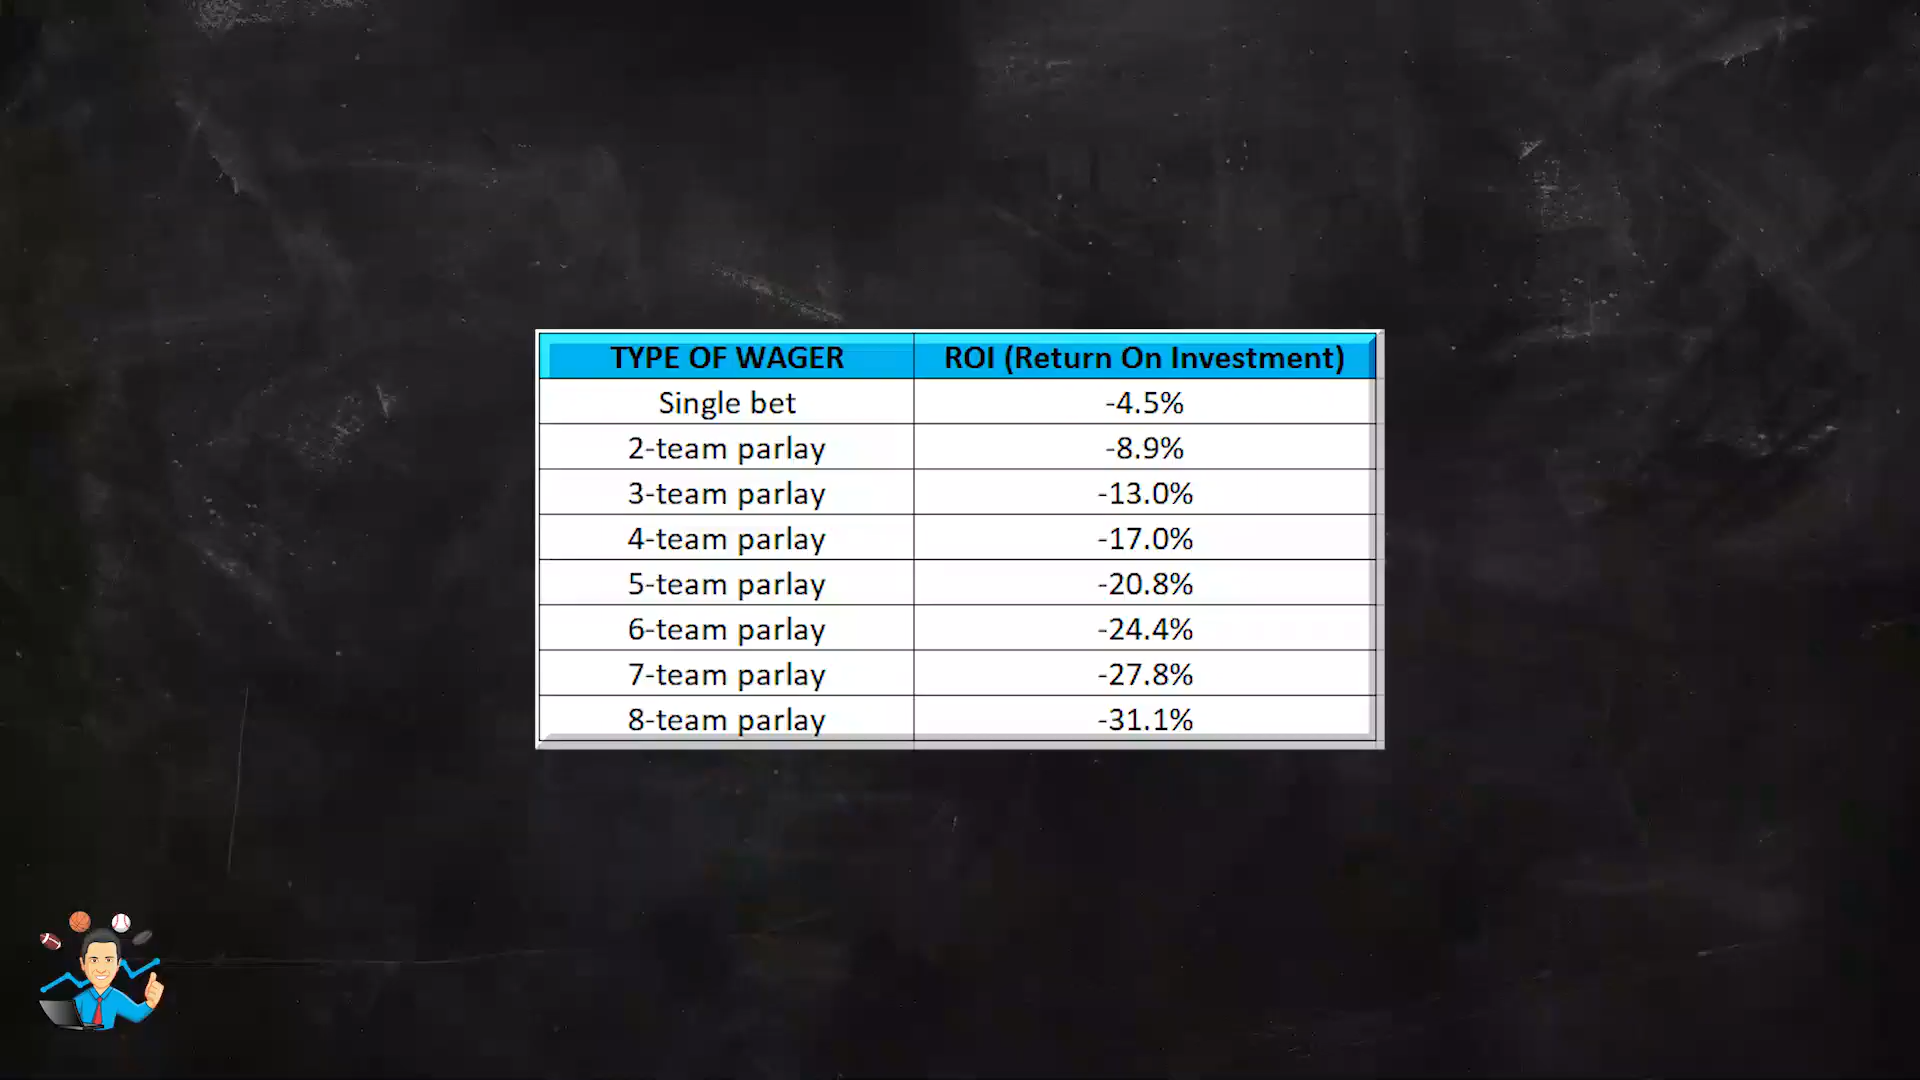 TYPE OF WAGER ROI (Return On Investment)
Single bet -4.5%
2-team parlay -8.9%
3-team parlay -13.0%
4-team parlay -17.0%
5-team parlay -20.8%
6-team parlay -24.4%
7-team parlay -27.8%
8-team parlay -31.1%